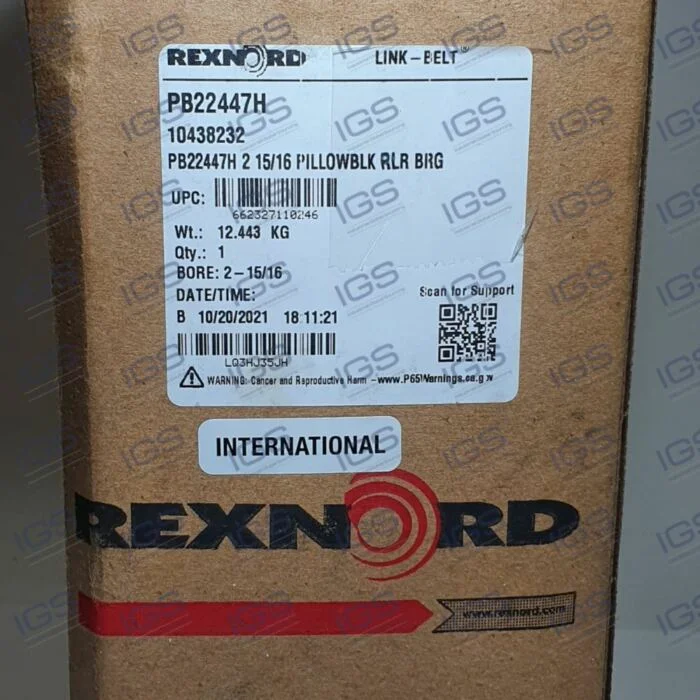 REXNORD LINK-BELT®
PB22447H
10438232
PB22447H 2 15/16 PILLOWBLK RLR BRG
UPC:
662327110246
Wt.: 12.443 KG
Qty.: 1
BORE: 2-15/16
DATE/TIME:
Scan for Support
B 10/20/2021 18:11:21
LQ3HJ35JH
WARNING: Cancer and Reproductive Harm -www.P65Warnings.ca.gov
INTERNATIONAL
REXNORD
www.rexnord.com
IGS